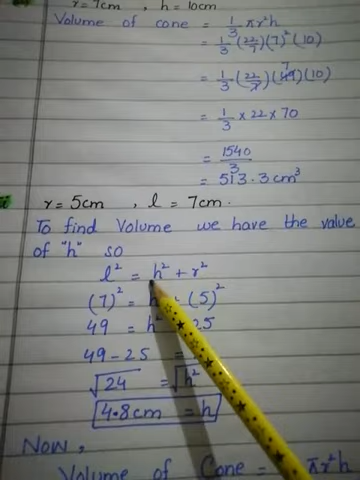 r = 7cm , h = 10cm
Volume of cone = 1/3 πr²h
= 1/3 (22/7) (7)² (10)
= 1/3 (22/7) (49) (10) 7
= 1/3 × 22 × 70
= 1540/3
= 513.3 cm³
r = 5cm , l = 7cm.
To find Volume we have the value
of "h" so
l² = h² + r²
(7)² = h² + (5)²
49 = h² 25
49 - 25 =
√24 = √h²
4.8cm = h
Now,
Volume of Cone = πr²h